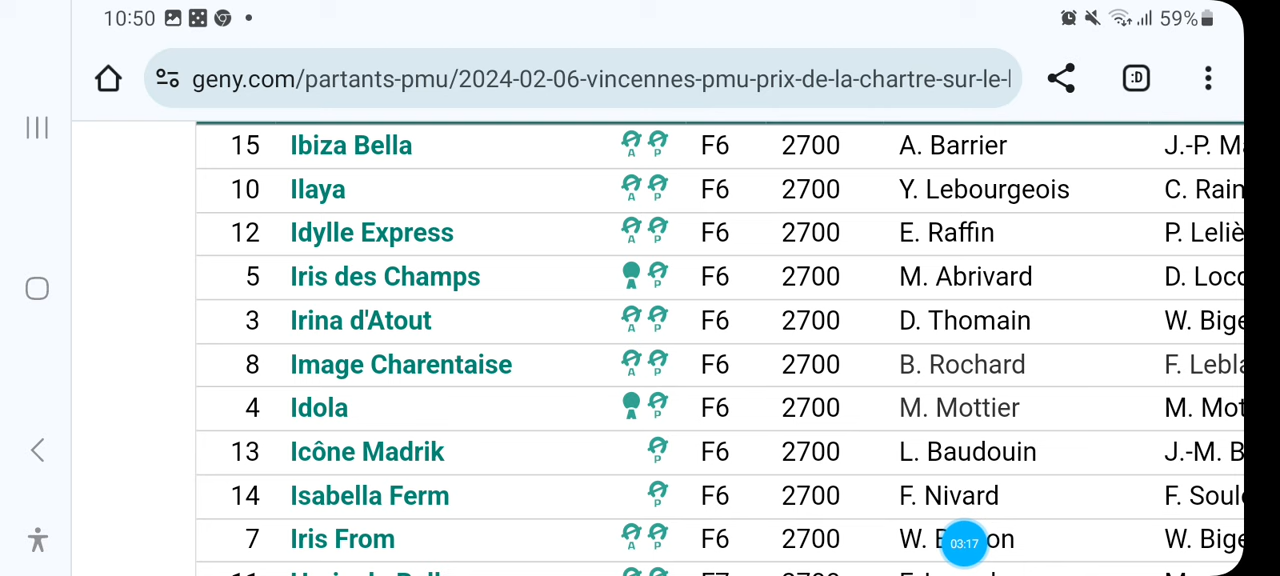 10:50 59%
geny.com/partants-pmu/2024-02-06-vincennes-pmu-prix-de-la-chartre-sur-le-l
15 Ibiza Bella A P F6 2700 A. Barrier J.-P. M
10 Ilaya A P F6 2700 Y. Lebourgeois C. Rain
12 Idylle Express A P F6 2700 E. Raffin P. Leliè
5 Iris des Champs A P F6 2700 M. Abrivard D. Loc
3 Irina d'Atout A P F6 2700 D. Thomain W. Bige
8 Image Charentaise A P F6 2700 B. Rochard F. Lebl
4 Idola A P F6 2700 M. Mottier M. Mot
13 Icône Madrik P F6 2700 L. Baudouin J.-M. B
14 Isabella Ferm P F6 2700 F. Nivard F. Soul
7 Iris From A P F6 2700 W. 03:17 on W. Bige